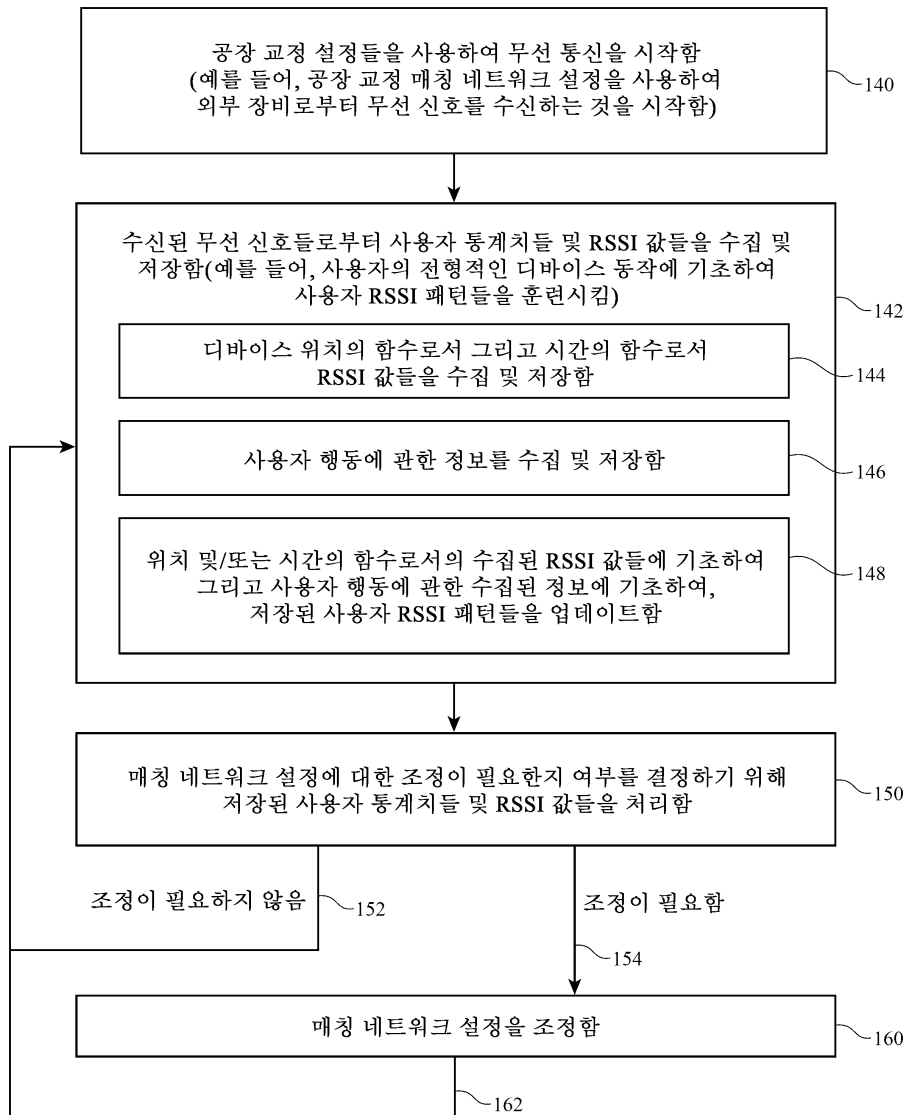 공장 교정 설정들을 사용하여 무선 통신을 시작함
(예를 들어, 공장 교정 매칭 네트워크 설정을 사용하여
외부 장비로부터 무선 신호를 수신하는 것을 시작함)
140
수신된 무선 신호들로부터 사용자 통계치들 및 RSSI 값들을 수집 및
저장함(예를 들어, 사용자의 전형적인 디바이스 동작에 기초하여
사용자 RSSI 패턴들을 훈련시킴)
142
디바이스 위치의 함수로서 그리고 시간의 함수로서
RSSI 값들을 수집 및 저장함
144
사용자 행동에 관한 정보를 수집 및 저장함
146
위치 및/또는 시간의 함수로서의 수집된 RSSI 값들에 기초하여
그리고 사용자 행동에 관한 수집된 정보에 기초하여,
저장된 사용자 RSSI 패턴들을 업데이트함
148
매칭 네트워크 설정에 대한 조정이 필요한지 여부를 결정하기 위해
저장된 사용자 통계치들 및 RSSI 값들을 처리함
150
조정이 필요하지 않음
152
조정이 필요함
154
매칭 네트워크 설정을 조정함
160
162